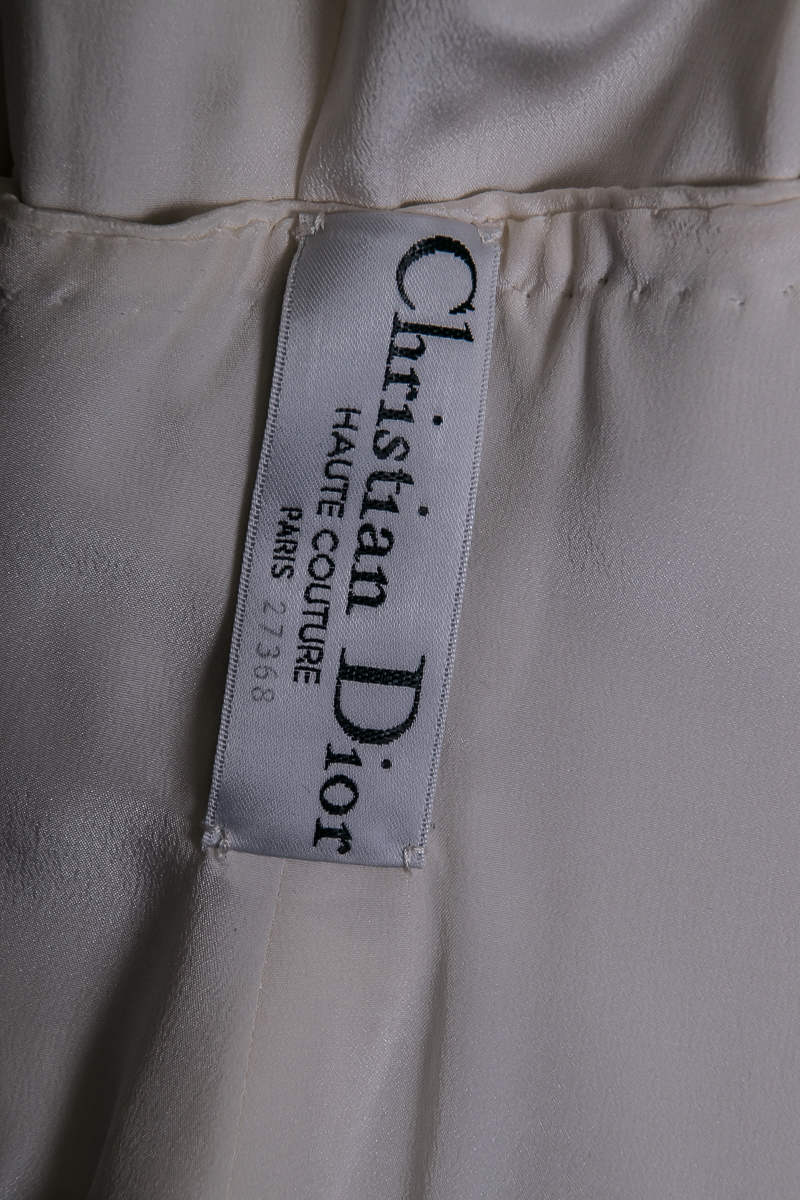 Christian Dior
HAUTE COUTURE
PARIS 27368